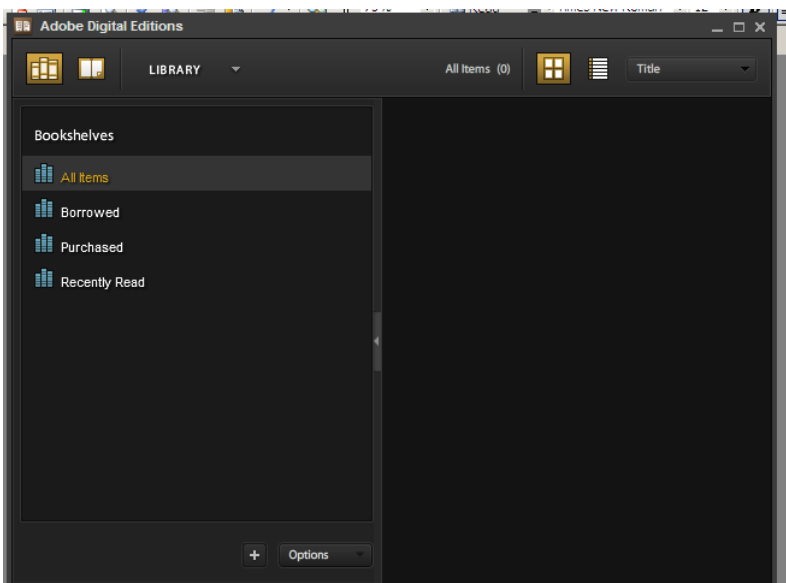 Adobe Digital Editions
LIBRARY
All Items (0)
Title
Bookshelves
All Items
Borrowed
Purchased
Recently Read
+ Options